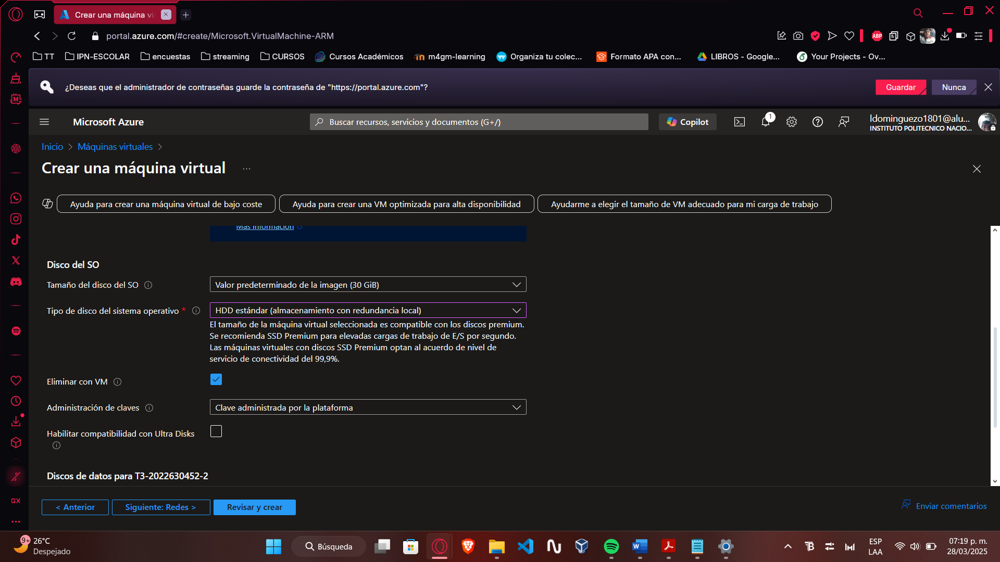 Crear una máquina vi
portal.azure.com/#create/Microsoft.VirtualMachine-ARM
ABP
TT
IPN-ESCOLAR
encuestas
streaming
CURSOS
Cursos Académicos
m4gm-learning
Organiza tu colec...
Formato APA con...
LIBROS - Google...
Your Projects - Ov...
¿Deseas que el administrador de contraseñas guarde la contraseña de "https://portal.azure.com"?
Guardar
Nunca
Microsoft Azure
Buscar recursos, servicios y documentos (G+/)
Copilot
1
ldominguezo1801@alu...
INSTITUTO POLITECNICO NACIO...
Inicio > Máquinas virtuales >
Crear una máquina virtual ...
Ayuda para crear una máquina virtual de bajo coste
Ayuda para crear una VM optimizada para alta disponibilidad
Ayudarme a elegir el tamaño de VM adecuado para mi carga de trabajo
Más información
Disco del SO
Tamaño del disco del SO
Valor predeterminado de la imagen (30 GiB)
Tipo de disco del sistema operativo *
HDD estándar (almacenamiento con redundancia local)
El tamaño de la máquina virtual seleccionada es compatible con los discos premium.
Se recomienda SSD Premium para elevadas cargas de trabajo de E/S por segundo.
Las máquinas virtuales con discos SSD Premium optan al acuerdo de nivel de
servicio de conectividad del 99,9%.
Eliminar con VM
Administración de claves
Clave administrada por la plataforma
Habilitar compatibilidad con Ultra Disks
Discos de datos para T3-2022630452-2
< Anterior
Siguiente: Redes >
Revisar y crear
Enviar comentarios
GX
9+
26°C
Despejado
Búsqueda
ESP
LAA
07:19 p. m.
28/03/2025